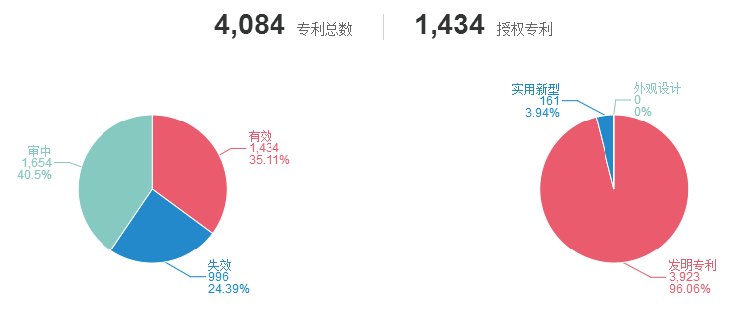 4,084 专利总数
1,434 授权专利
有效
1,434
35.11%
审中
1,654
40.5%
失效
996
24.39%
实用新型
161
3.94%
外观设计
0
0%
发明专利
3,923
96.06%